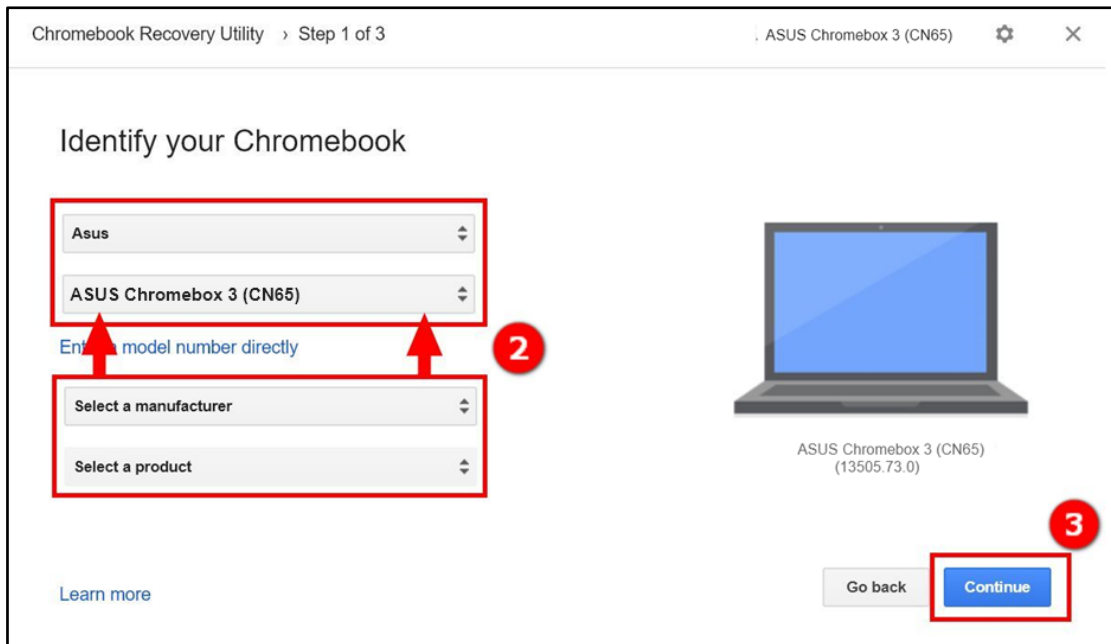 Chromebook Recovery Utility › Step 1 of 3
. ASUS Chromebox 3 (CN65)
Identify your Chromebook
Asus
ASUS Chromebox 3 (CN65)
model number directly
2
Select a manufacturer
Select a product
ASUS Chromebox 3 (CN65)
(13505.73.0)
3
Go back
Continue
Learn more